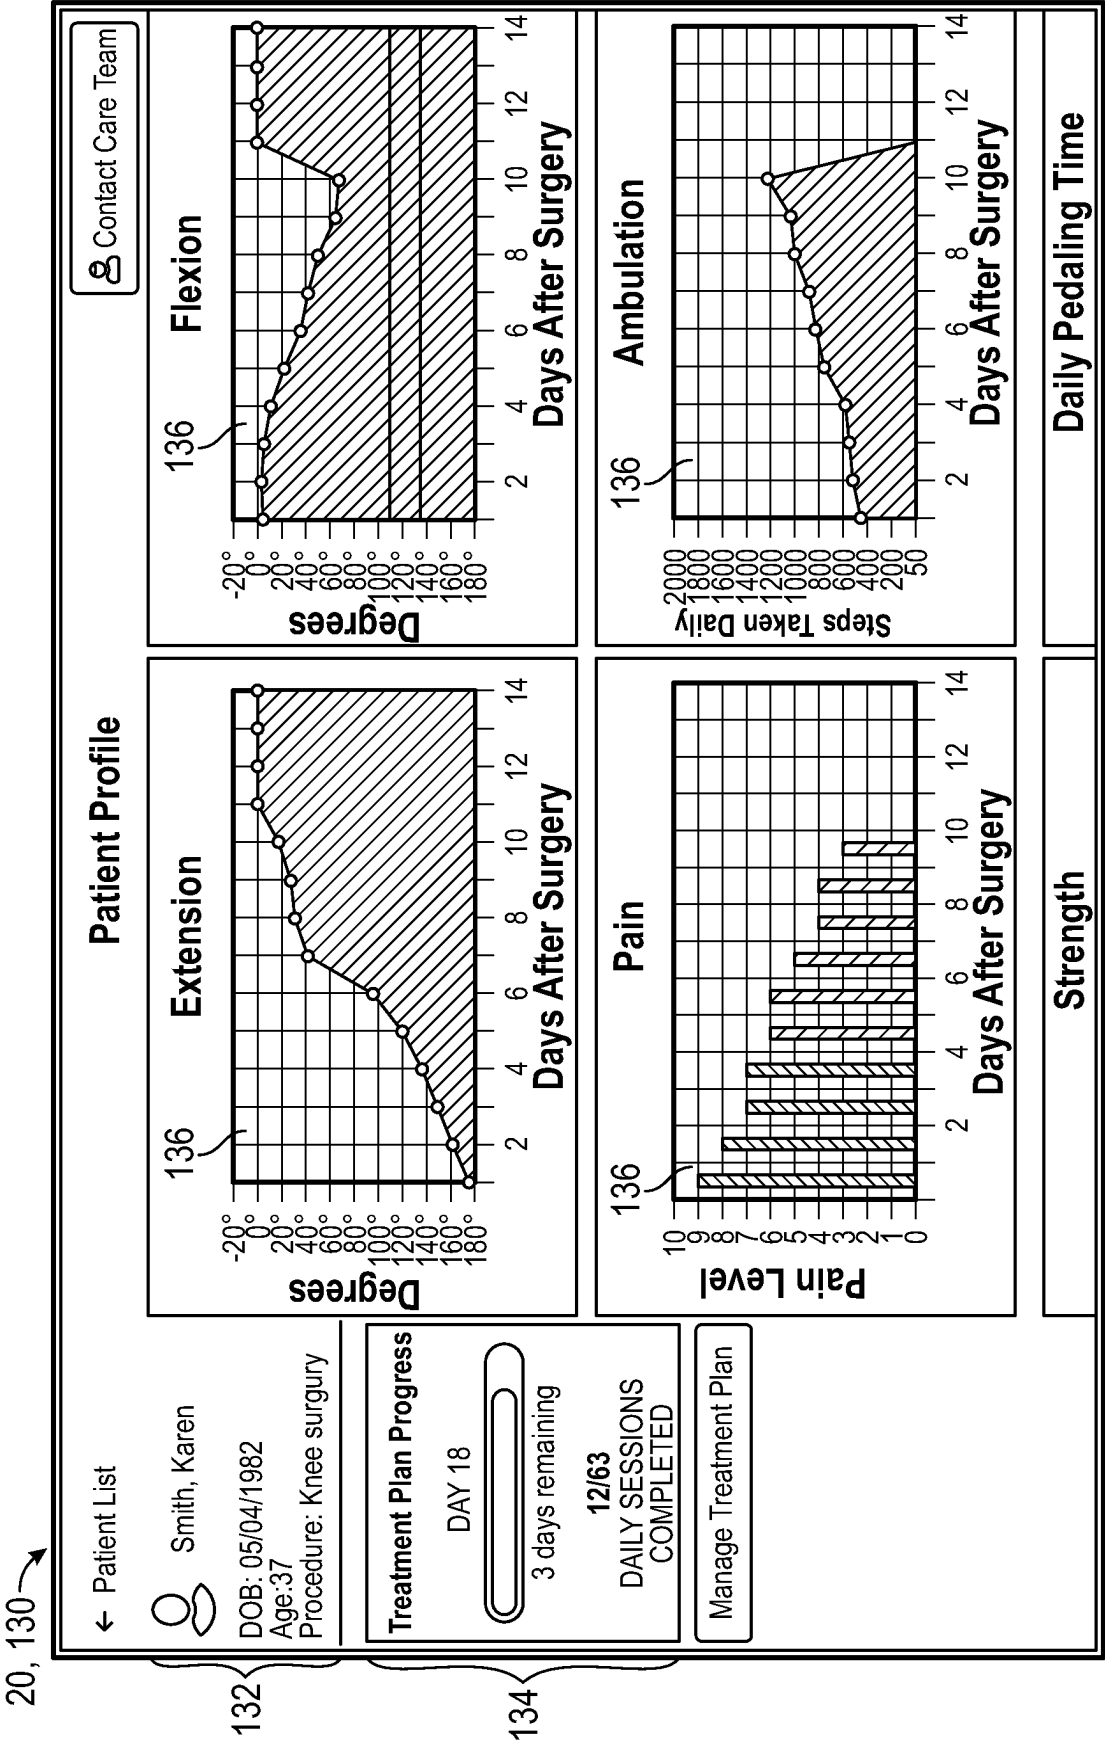 20, 130
← Patient List
Patient Profile
Contact Care Team
132
Smith, Karen
DOB: 05/04/1982
Age:37
Procedure: Knee surgury
134
Treatment Plan Progress
DAY 18
3 days remaining
12/63
DAILY SESSIONS
COMPLETED
Manage Treatment Plan
Extension
136
Degrees
-20°
0°
20°
40°
60°
80°
100°
120°
140°
160°
180°
2 4 6 8 10 12 14
Days After Surgery
Flexion
136
Degrees
-20°
0°
20°
40°
60°
80°
100°
120°
140°
160°
180°
2 4 6 8 10 12 14
Days After Surgery
Pain
136
Pain Level
10
9
8
7
6
5
4
3
2
1
0
2 4 6 8 10 12 14
Days After Surgery
Ambulation
136
Steps Taken Daily
2000
1800
1600
1400
1200
1000
800
600
400
200
50
2 4 6 8 10 12 14
Days After Surgery
Strength
Daily Pedaling Time